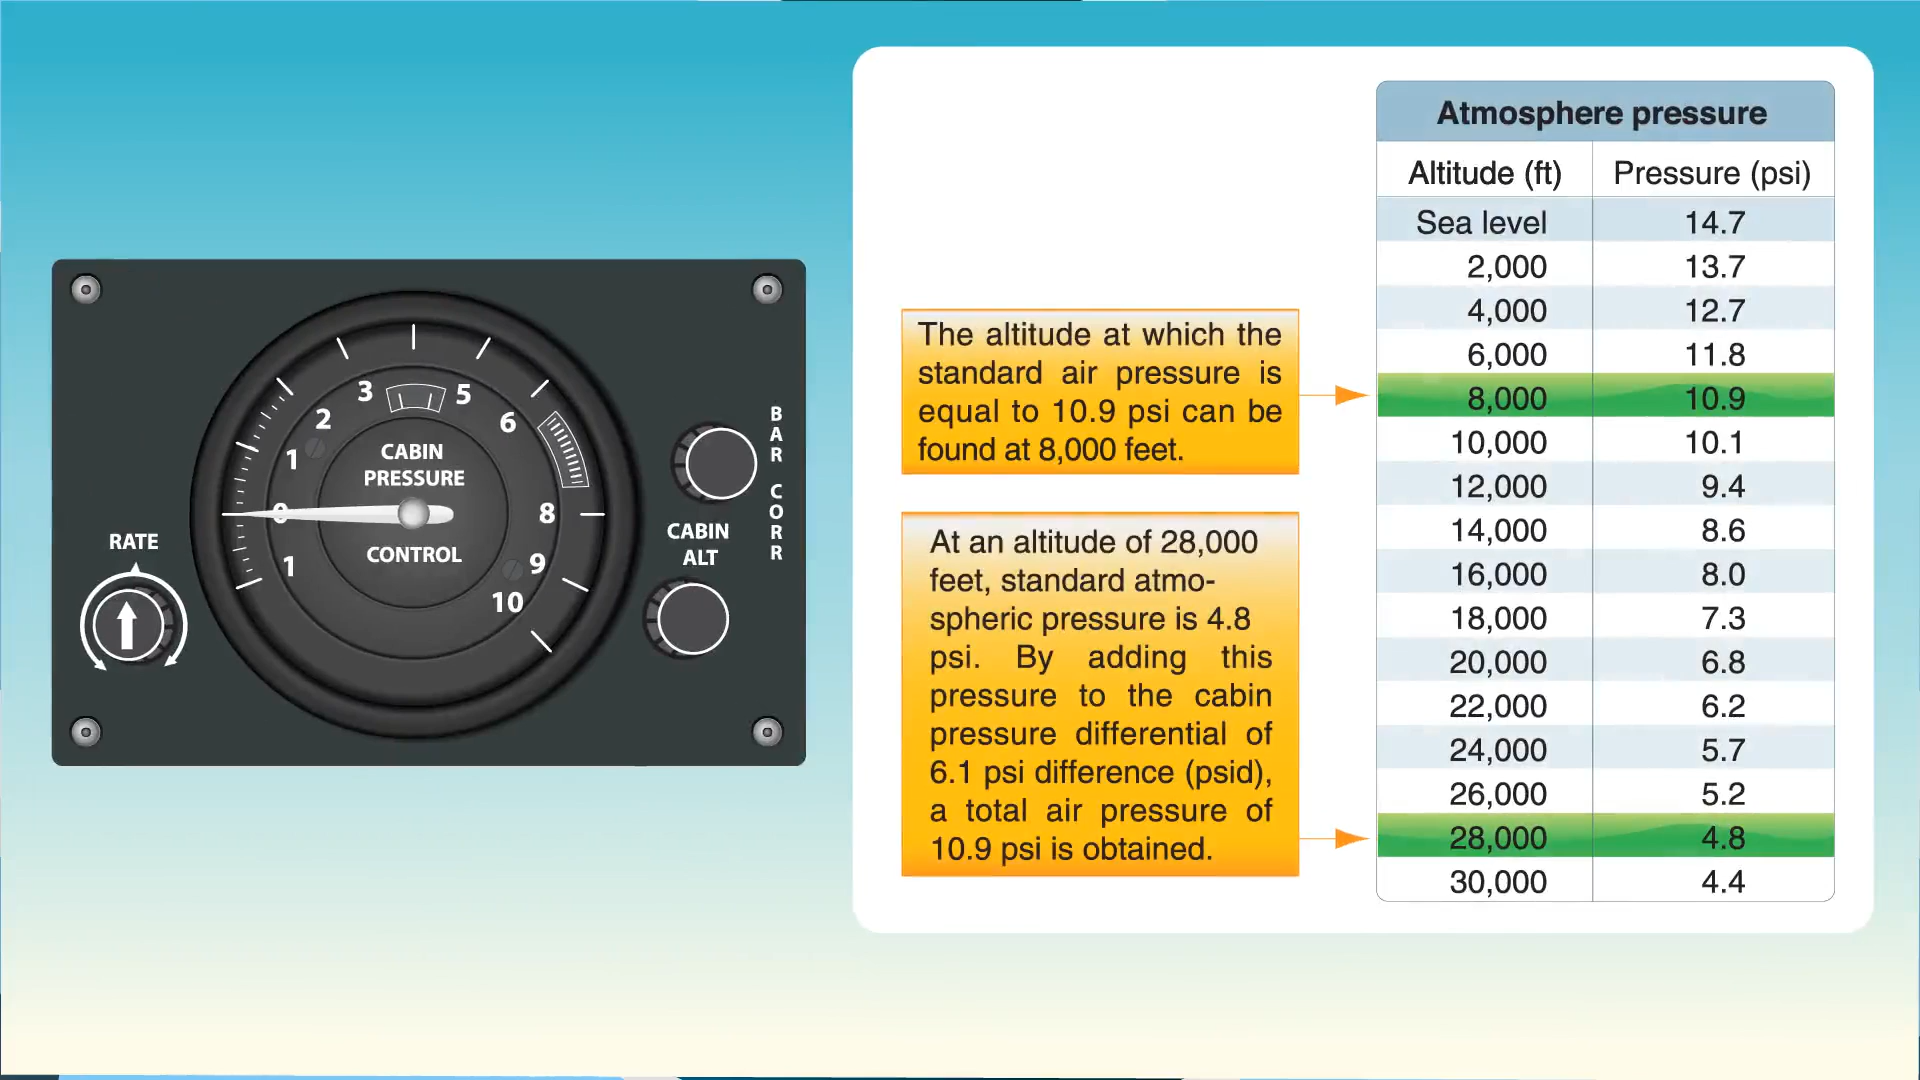 3
5
2
6
1
CABIN
PRESSURE
0
8
CONTROL
1
9
10
RATE
BAR CORR
CABIN
ALT
The altitude at which the
standard air pressure is
equal to 10.9 psi can be
found at 8,000 feet.
At an altitude of 28,000
feet, standard atmo-
spheric pressure is 4.8
psi. By adding this
pressure to the cabin
pressure differential of
6.1 psi difference (psid),
a total air pressure of
10.9 psi is obtained.
Atmosphere pressure
Altitude (ft) Pressure (psi)
Sea level 14.7
2,000 13.7
4,000 12.7
6,000 11.8
8,000 10.9
10,000 10.1
12,000 9.4
14,000 8.6
16,000 8.0
18,000 7.3
20,000 6.8
22,000 6.2
24,000 5.7
26,000 5.2
28,000 4.8
30,000 4.4